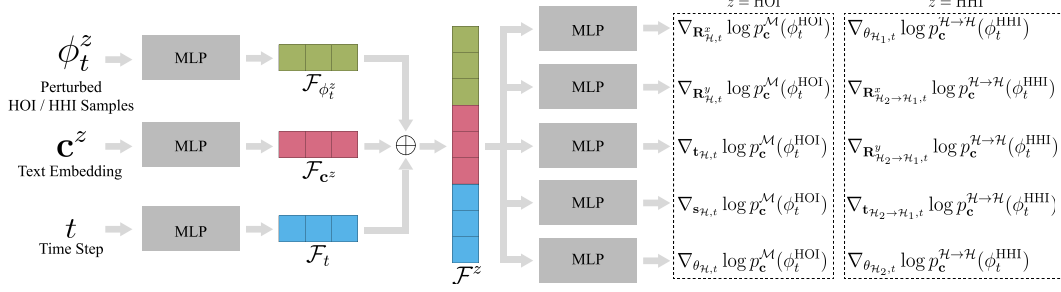 z = HOI
z = HHI
ϕ_t^z
Perturbed
HOI / HHI Samples
MLP
F_{ϕ_t^z}
c^z
Text Embedding
MLP
F_{c^z}
t
Time Step
MLP
F_t
⊕
F^z
MLP
MLP
MLP
MLP
MLP
∇_{R^x_{H,t}} log p_c^M(ϕ_t^{HOI})
∇_{R^y_{H,t}} log p_c^M(ϕ_t^{HOI})
∇_{t_{H,t}} log p_c^M(ϕ_t^{HOI})
∇_{s_{H,t}} log p_c^M(ϕ_t^{HOI})
∇_{θ_{H,t}} log p_c^M(ϕ_t^{HOI})
∇_{θ_{H_1,t}} log p_c^{H→H}(ϕ_t^{HHI})
∇_{R^x_{H_2→H_1,t}} log p_c^{H→H}(ϕ_t^{HHI})
∇_{R^y_{H_2→H_1,t}} log p_c^{H→H}(ϕ_t^{HHI})
∇_{t_{H_2→H_1,t}} log p_c^{H→H}(ϕ_t^{HHI})
∇_{θ_{H_2,t}} log p_c^{H→H}(ϕ_t^{HHI})